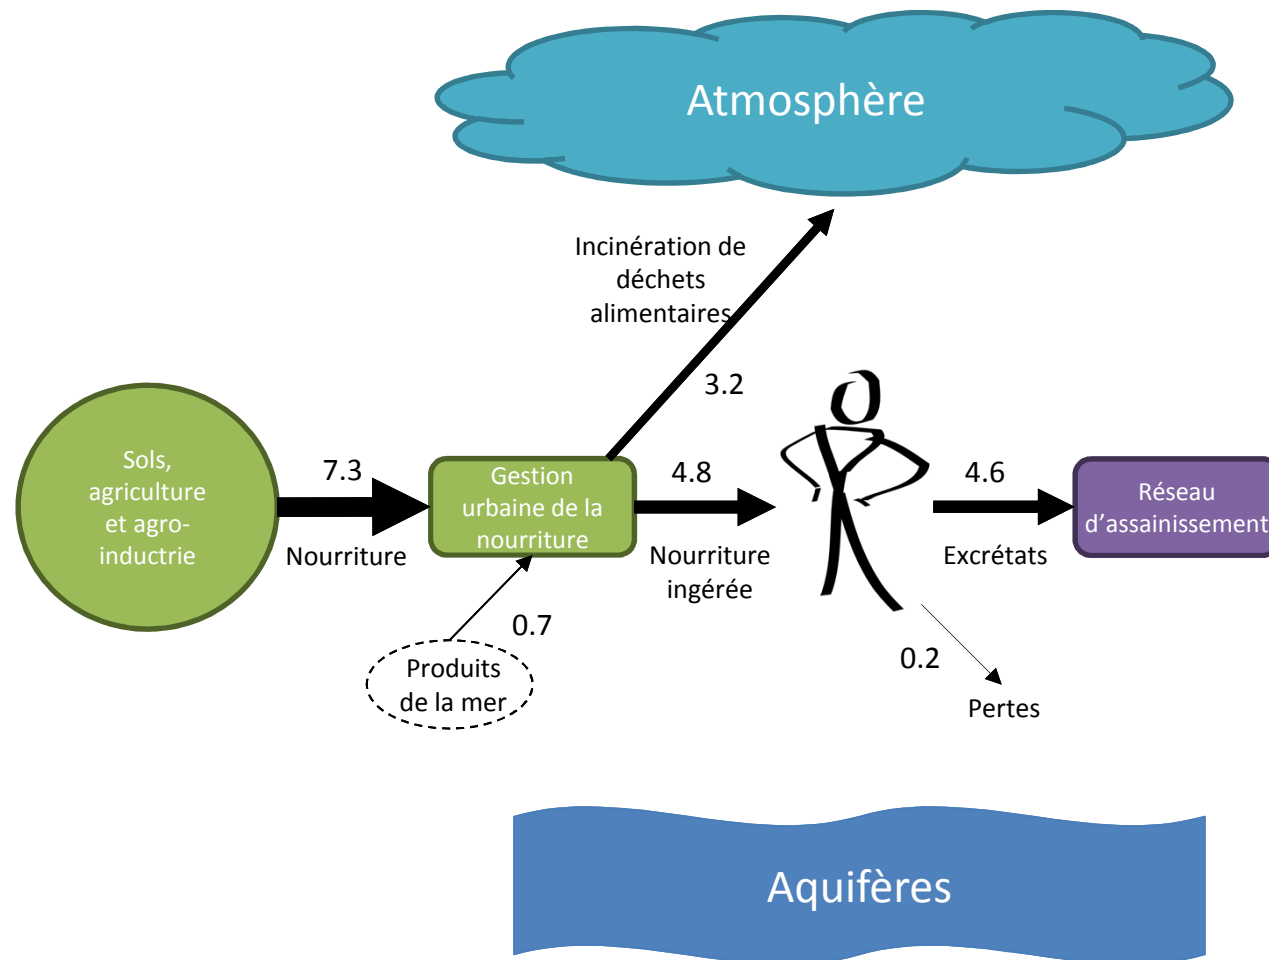 Atmosphère
Incinération de
déchets
alimentaires
3.2
Sols,
agriculture
et agro-
inductrie
7.3
Nourriture
Gestion
urbaine de la
nourriture
4.8
Nourriture
ingérée
4.6
Excrétats
Réseau
d’assainissement
0.7
Produits
de la mer
0.2
Pertes
Aquifères